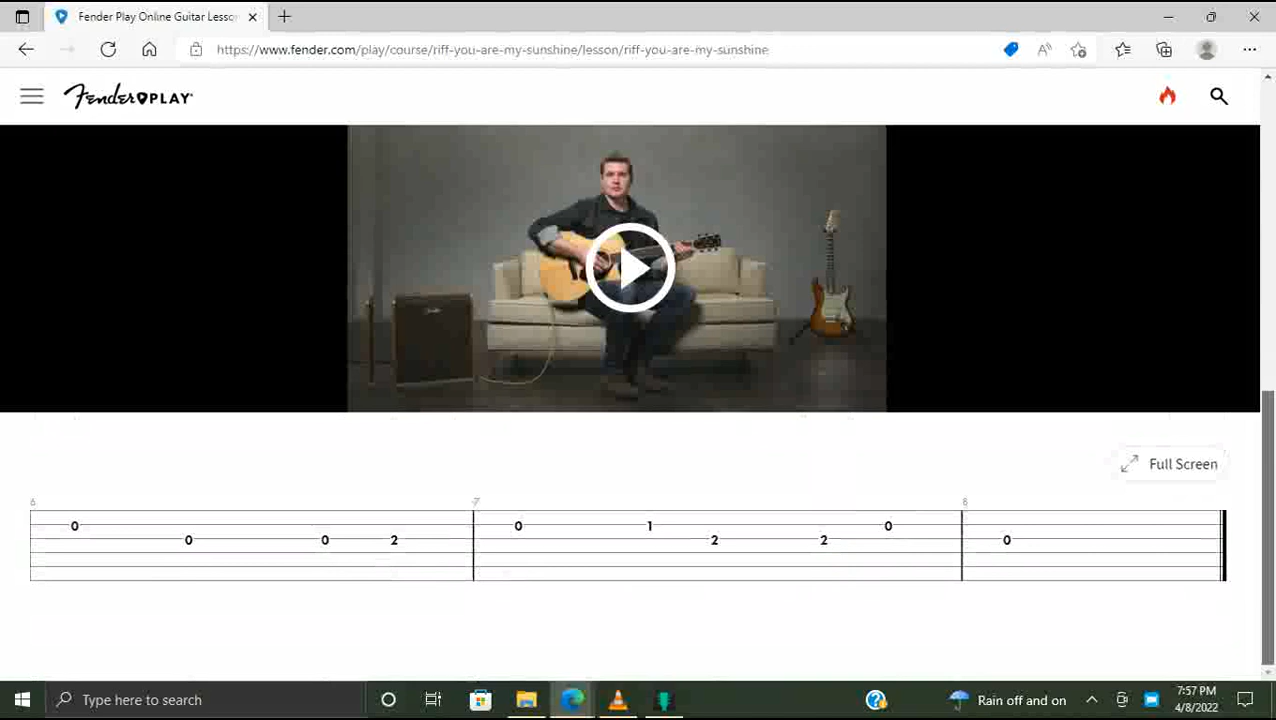 Fender Play Online Guitar Lesso
https://www.fender.com/play/course/riff-you-are-my-sunshine/lesson/riff-you-are-my-sunshine
Fender PLAY
Full Screen
6 7 8
0 0 1 0
0 0 2 2 2 0
Type here to search
Rain off and on
7:57 PM
4/8/2022